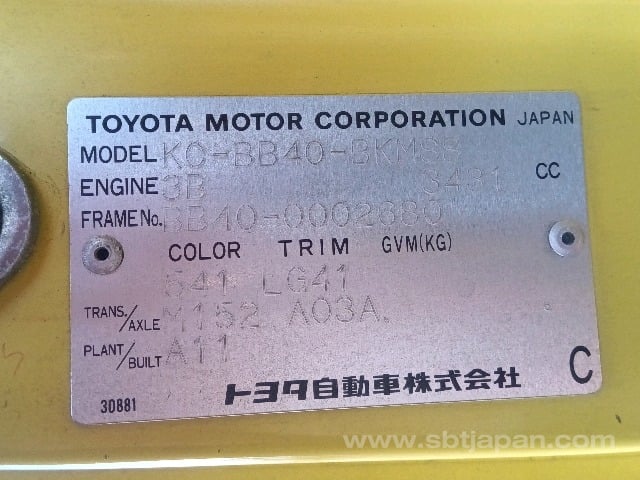 TOYOTA MOTOR CORPORATION JAPAN
MODEL KC-BB40-BKMSS
ENGINE 3B 3431 CC
FRAME No. BB40-0002680
COLOR TRIM GVM(KG)
541 LG41
TRANS./AXLE M152 A03A.
PLANT/BUILT A11
トヨタ自動車株式会社 C
30881
www.sbtjapan.com